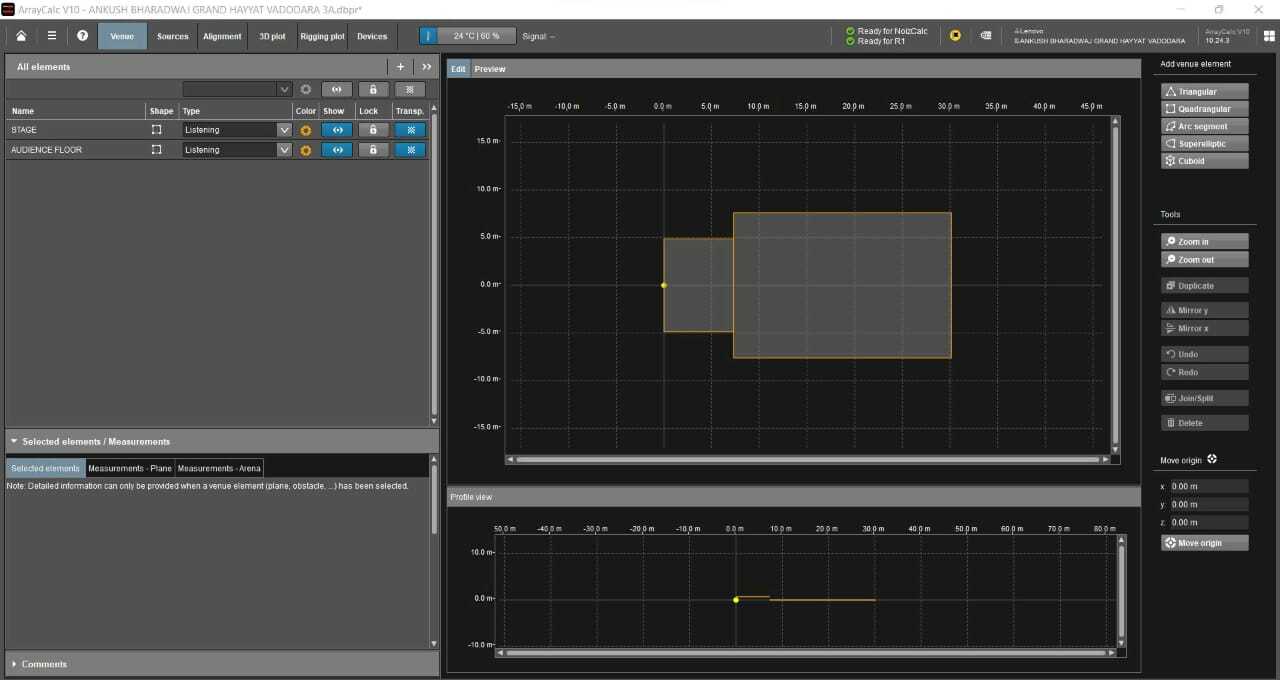 ArrayCalc V10 - ANKUSH BHARADWAJ GRAND HAYYAT VADODARA 3A.dbpr*
Venue Sources Alignment 3D plot Rigging plot Devices 24 °C | 60 % Signal: --
Ready for NoizCalc
Ready for R1
Lenovo
ANKUSH BHARADWAJ GRAND HAYYAT VADODARA
ArrayCalc V10
10.24.3
All elements
Name Shape Type Color Show Lock Transp.
STAGE Listening
AUDIENCE FLOOR Listening
Selected elements / Measurements
Selected elements Measurements - Plane Measurements - Arena
Note: Detailed information can only be provided when a venue element (plane, obstacle, ...) has been selected.
Comments
Edit Preview
-15,0 m -10,0 m -5.0 m 0.0 m 5.0 m 10.0 m 15.0 m 20.0 m 25.0 m 30.0 m 35.0 m 40.0 m 45.0 m
15.0 m-
10.0 m-
5.0 m-
0.0 m-
-5.0 m-
-10.0 m-
-15.0 m-
Profile view
50.0 m -40,0 m -30,0 m -20,0 m -10,0 m 0.0 m 10.0 m 20.0 m 30.0 m 40.0 m 50.0 m 60.0 m 70.0 m 80.0 m
10.0 m-
0.0 m-
-10.0 m-
Add venue element
Triangular
Quadrangular
Arc segment
Superelliptic
Cuboid
Tools
Zoom in
Zoom out
Duplicate
Mirror y
Mirror x
Undo
Redo
Join/Split
Delete
Move origin
x: 0.00 m
y: 0.00 m
z: 0.00 m
Move origin